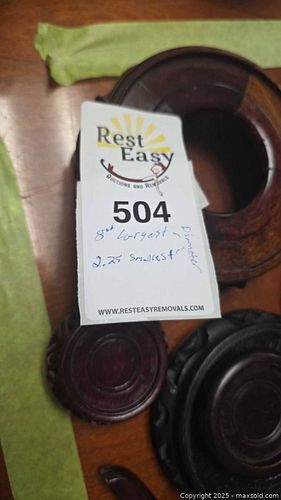 Rest
Easy
AUCTIONS AND REMOVALS
504
8" Largest
2.25 Smallest
Diameter
WWW.RESTEASYREMOVALS.COM
Copyright 2025 - maxsold.com